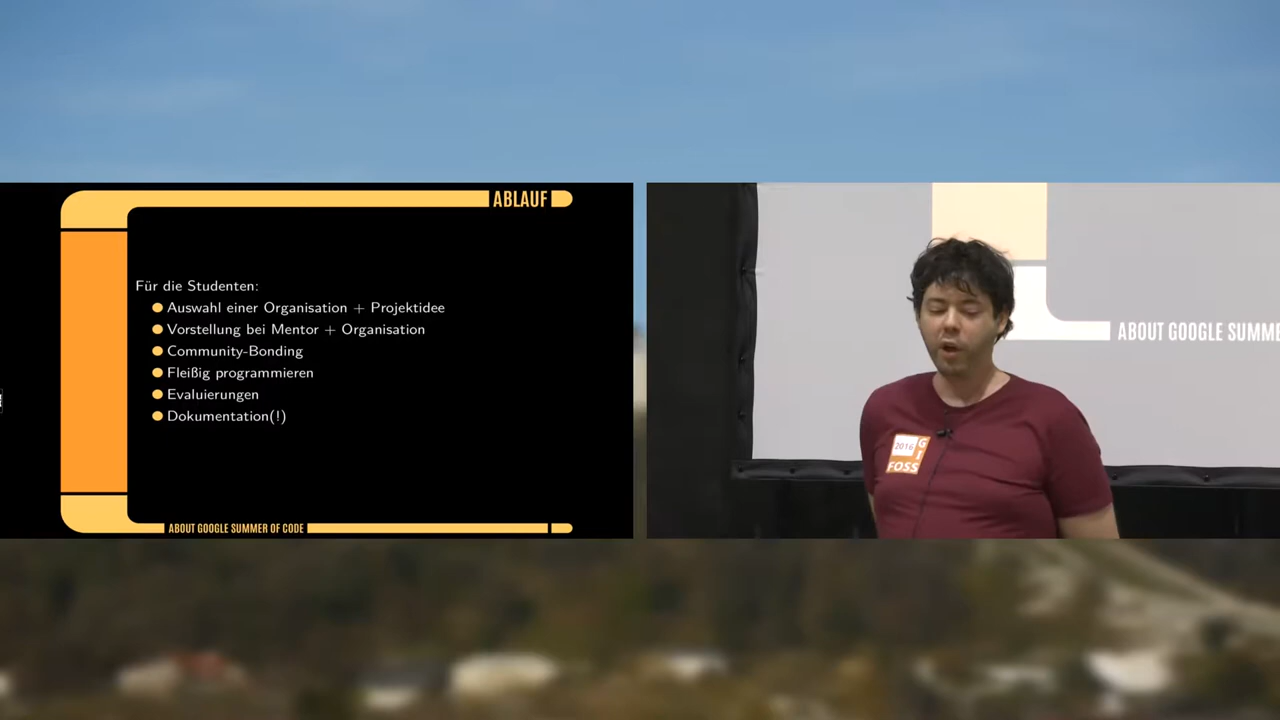 ABLAUF
Für die Studenten:
Auswahl einer Organisation + Projektidee
Vorstellung bei Mentor + Organisation
Community-Bonding
Fleißig programmieren
Evaluierungen
Dokumentation(!)
ABOUT GOOGLE SUMMER OF CODE
ABOUT GOOGLE SUMME
2016
G
I
FOSS